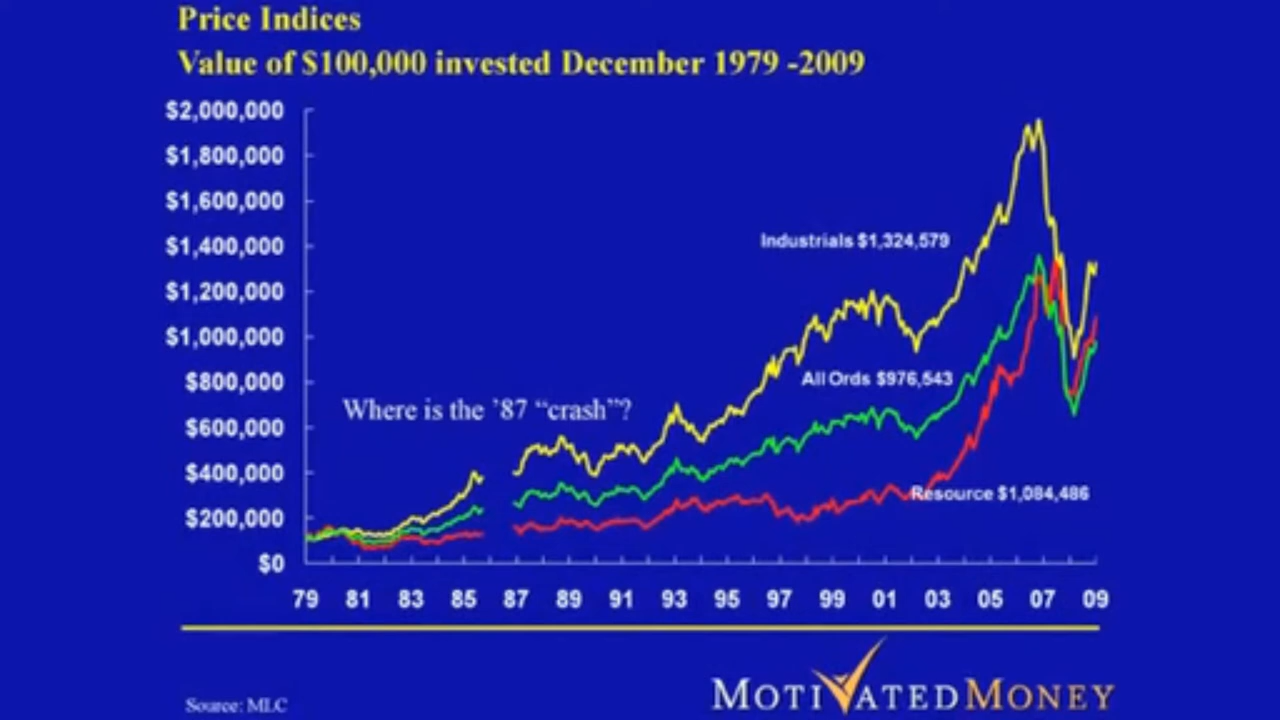 Price Indices
Value of $100,000 invested December 1979 -2009
$2,000,000
$1,800,000
$1,600,000
$1,400,000
$1,200,000
$1,000,000
$800,000
$600,000
$400,000
$200,000
$0
Industrials $1,324,579
All Ords $976,543
Where is the ’87 “crash”?
Resource $1,084,486
79 81 83 85 87 89 91 93 95 97 99 01 03 05 07 09
Source: MLC
MOTIVATEDMONEY